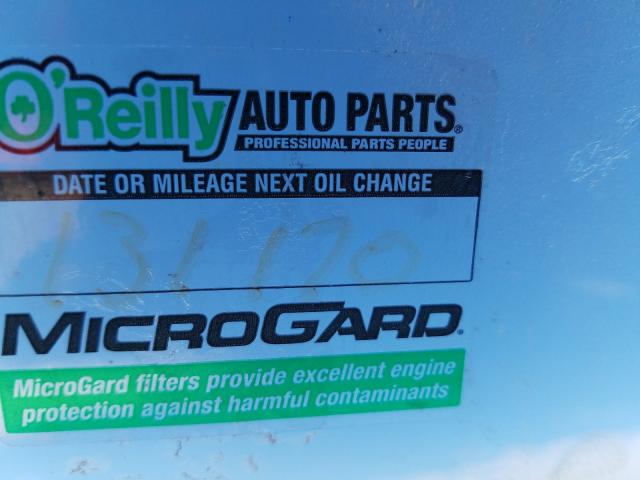 O'Reilly AUTO PARTS®
PROFESSIONAL PARTS PEOPLE
DATE OR MILEAGE NEXT OIL CHANGE
131170
MICROGARD®
MicroGard filters provide excellent engine
protection against harmful contaminants